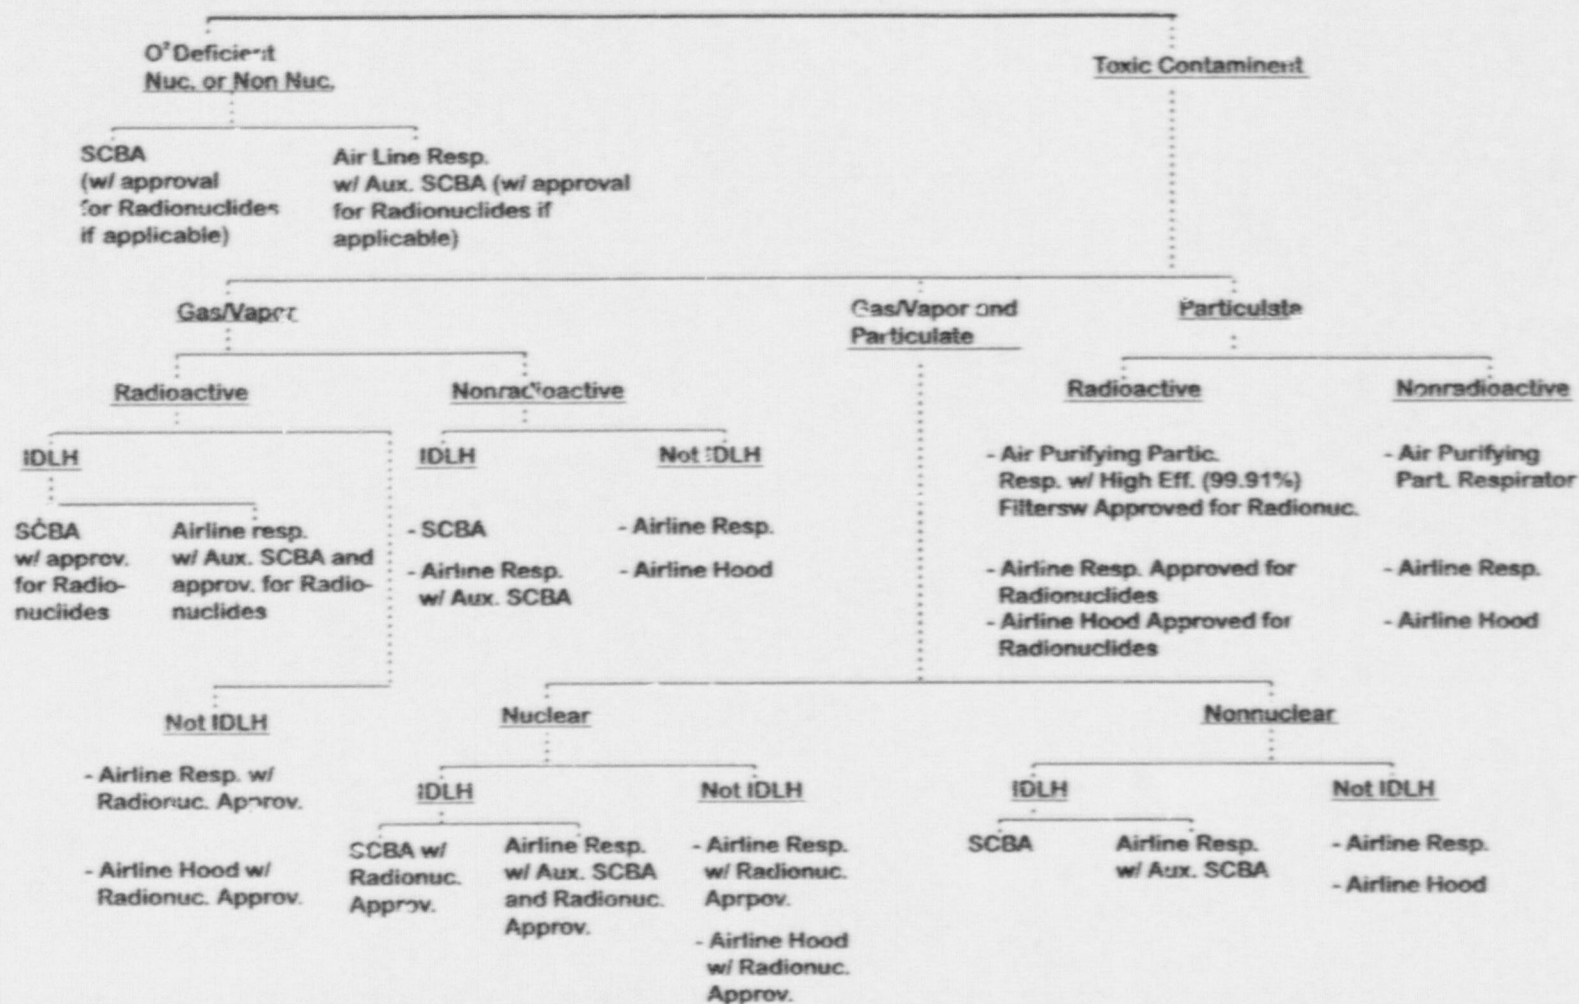 O² Deficient
Nuc. or Non Nuc.
Toxic Contaminent
SCBA
(w/ approval
for Radionuclides
if applicable)
Air Line Resp.
w/ Aux. SCBA (w/ approval
for Radionuclides if
applicable)
Gas/Vapor
Gas/Vapor and
Particulate
Particulate
Radioactive
Nonradioactive
Radioactive
Nonradioactive
IDLH
IDLH
Not IDLH
SCBA
w/ approv.
for Radio-
nuclides
Airline resp.
w/ Aux. SCBA and
approv. for Radio-
nuclides
- SCBA
- Airline Resp.
w/ Aux. SCBA
- Airline Resp.
- Airline Hood
- Air Purifying Partic.
Resp. w/ High Eff. (99.91%)
Filtersw Approved for Radionuc.
- Airline Resp. Approved for
Radionuclides
- Airline Hood Approved for
Radionuclides
- Air Purifying
Part. Respirator
- Airline Resp.
- Airline Hood
Not IDLH
- Airline Resp. w/
Radionuc. Approv.
- Airline Hood w/
Radionuc. Approv.
Nuclear
Nonnuclear
IDLH
Not IDLH
SCBA w/
Radionuc.
Approv.
Airline Resp.
w/ Aux. SCBA
and Radionuc.
Approv.
- Airline Resp.
w/ Radionuc.
Aprpov.
- Airline Hood
w/ Radionuc.
Approv.
IDLH
Not IDLH
SCBA
Airline Resp.
w/ Aux. SCBA
- Airline Resp.
- Airline Hood